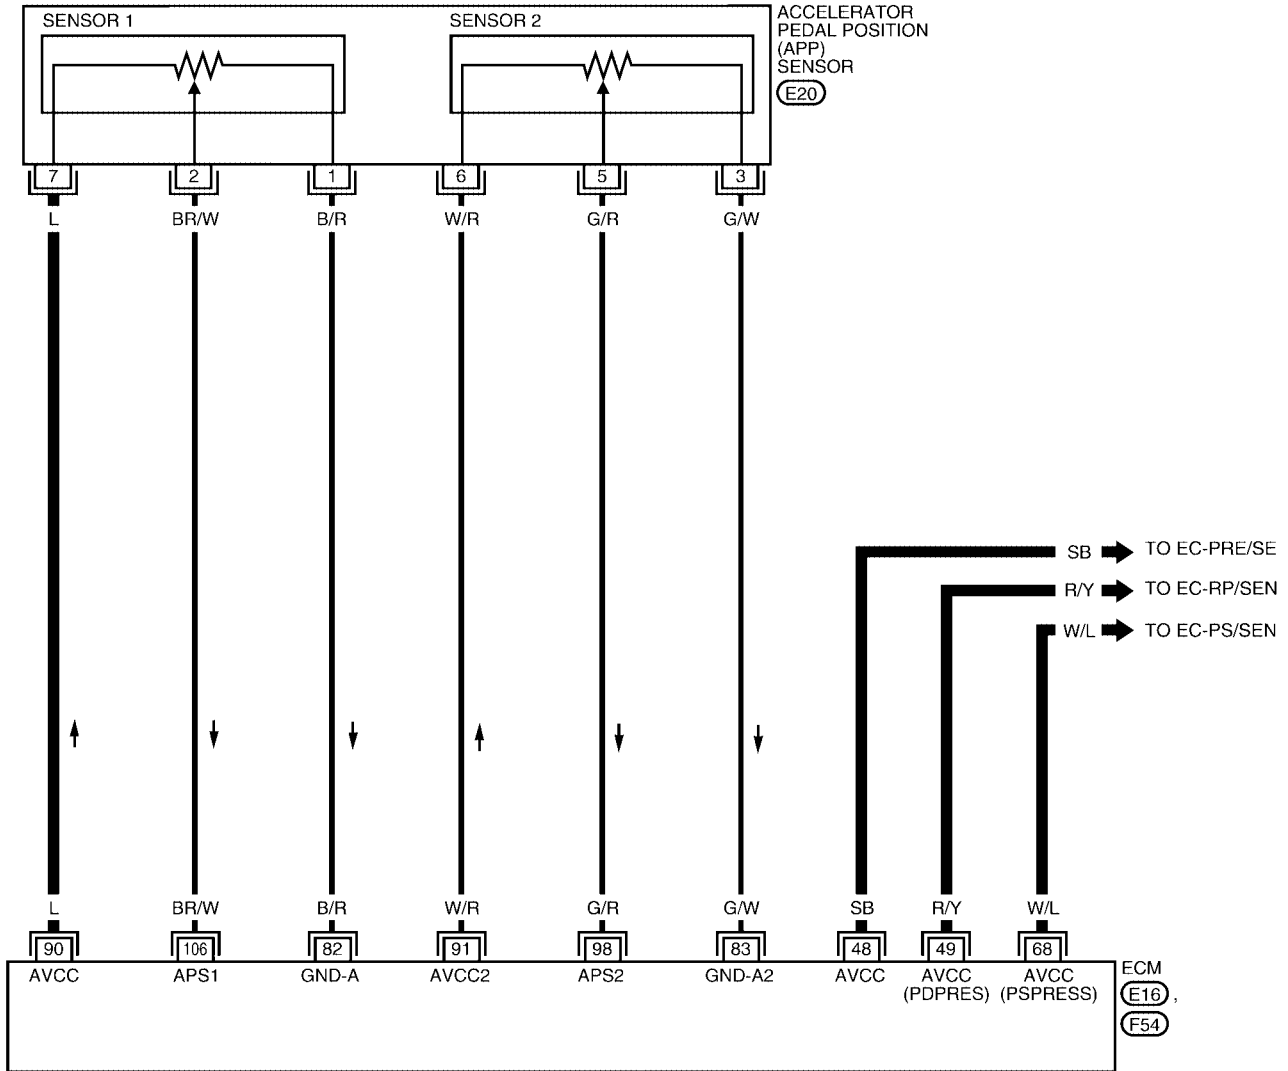 SENSOR 1
SENSOR 2
ACCELERATOR
PEDAL POSITION
(APP)
SENSOR
E20
7 2 1 6 5 3
L BR/W B/R W/R G/R G/W
SB TO EC-PRE/SE
R/Y TO EC-RP/SEN
W/L TO EC-PS/SEN
L BR/W B/R W/R G/R G/W SB R/Y W/L
90 106 82 91 98 83 48 49 68
AVCC APS1 GND-A AVCC2 APS2 GND-A2 AVCC AVCC AVCC
(PDPRES) (PSPRESS)
ECM
E16 ,
F54